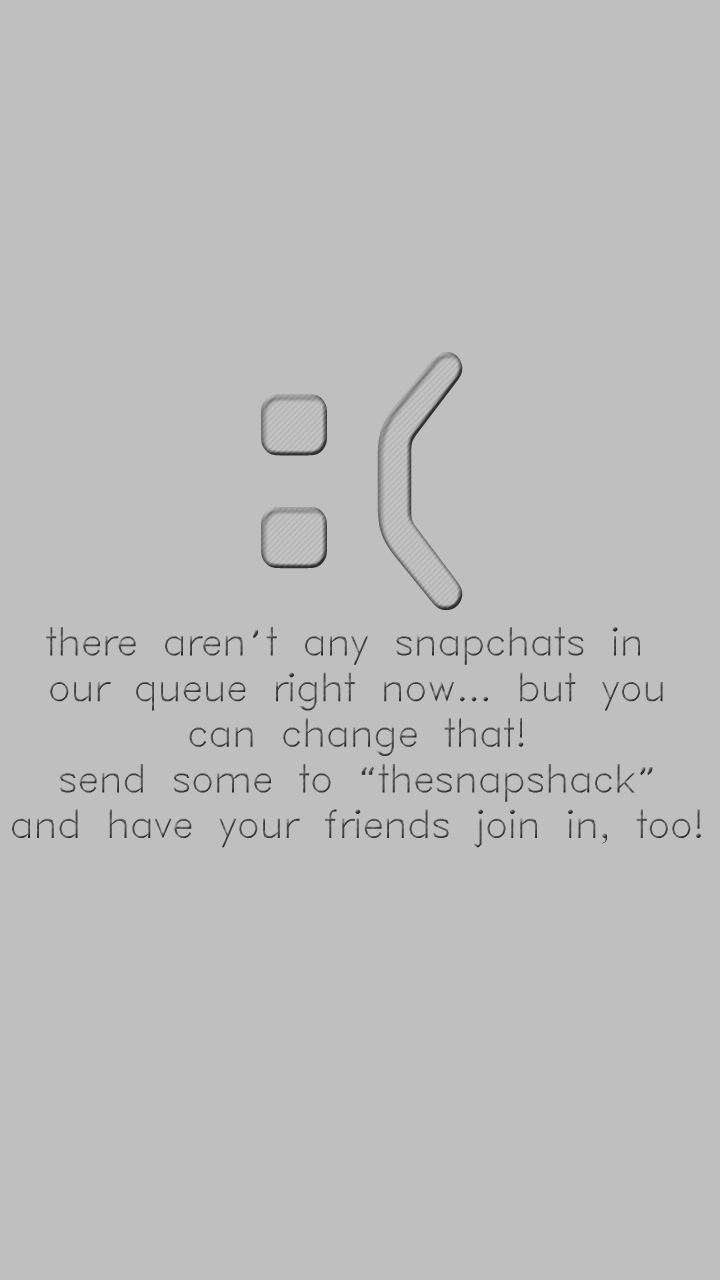 :(
there aren't any snapchats in
our queue right now... but you
can change that!
send some to “thesnapshack”
and have your friends join in, too!